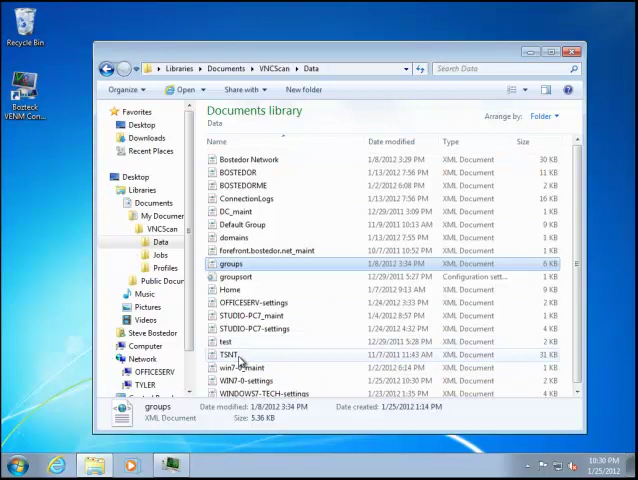 Recycle Bin
Bozteck
VENM Con...
Libraries
Documents
VNCScan
Data
Search Data
Organize
Open
Share with
New folder
Favorites
Desktop
Downloads
Recent Places
Desktop
Libraries
Documents
My Documen
VNCScan
Data
Jobs
Profiles
Public Docur
Music
Pictures
Videos
Steve Bostedor
Computer
Network
OFFICESERV
TYLER
Documents library
Data
Arrange by: Folder
Name Date modified Type Size
Bostedor Network 1/8/2012 3:29 PM XML Document 30 KB
BOSTEDOR 1/13/2012 7:56 PM XML Document 11 KB
BOSTEDORME 1/2/2012 6:08 PM XML Document 2 KB
ConnectionLogs 1/13/2012 7:56 PM XML Document 16 KB
DC_maint 12/29/2011 3:09 PM XML Document 1 KB
Default Group 11/9/2011 10:13 AM XML Document 2 KB
domains 1/13/2012 7:55 PM XML Document 1 KB
forefront.bostedor.net_maint 10/7/2011 10:52 PM XML Document 1 KB
groups 1/8/2012 3:34 PM XML Document 6 KB
groupsort 12/29/2011 5:27 PM Configuration sett... 1 KB
Home 1/7/2012 9:13 AM XML Document 1 KB
OFFICESERV-settings 1/24/2012 3:33 PM XML Document 2 KB
STUDIO-PC7_maint 1/2/2012 6:15 PM XML Document 1 KB
STUDIO-PC7-settings 1/24/2012 4:32 PM XML Document 4 KB
test 12/29/2011 5:28 PM XML Document 2 KB
TSNT 11/7/2011 11:43 AM XML Document 31 KB
1/2/2012 6:14 PM XML Document 1 KB
WIN7-0-settings 1/25/2012 10:30 PM XML Document 2 KB
WINDOWS7-TECH-settings 1/24/2012 3:33 PM XML Document
groups Date modified: 1/8/2012 3:34 PM Date created: 1/25/2012 1:14 PM
XML Document Size: 5.36 KB
10:30 PM
1/25/2012